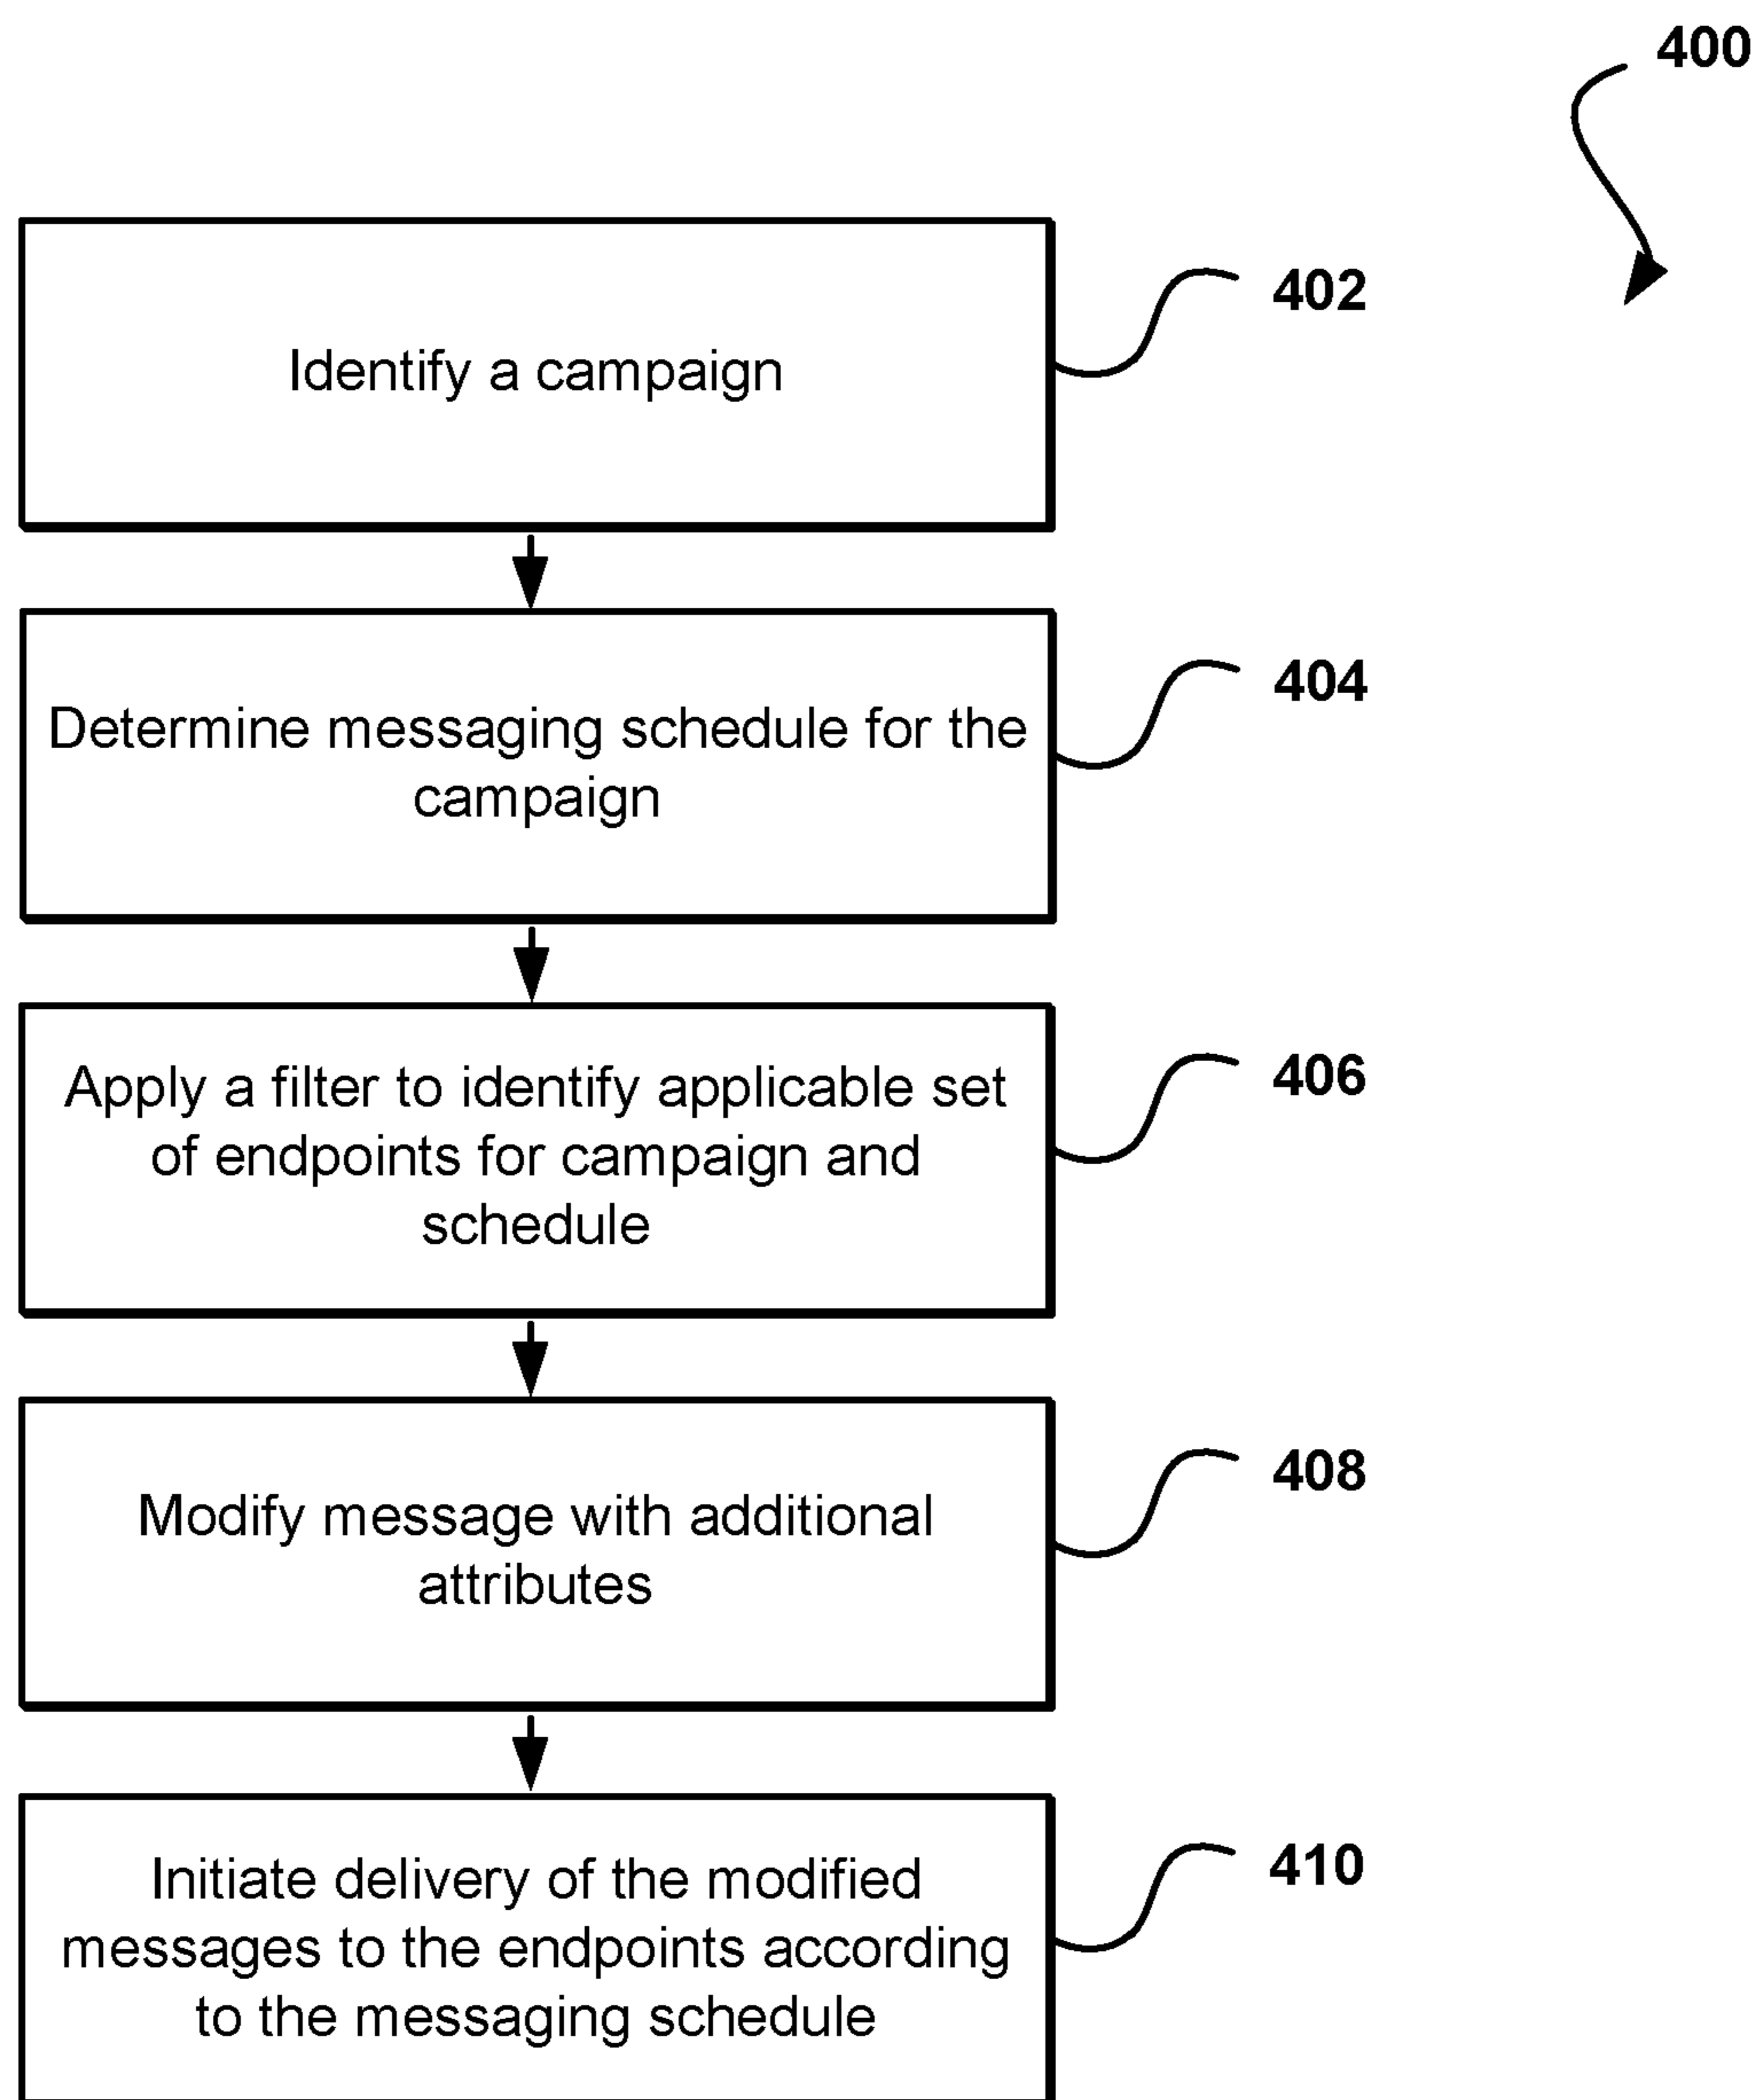 400
Identify a campaign
402
Determine messaging schedule for the
campaign
404
Apply a filter to identify applicable set
of endpoints for campaign and
schedule
406
Modify message with additional
attributes
408
Initiate delivery of the modified
messages to the endpoints according
to the messaging schedule
410